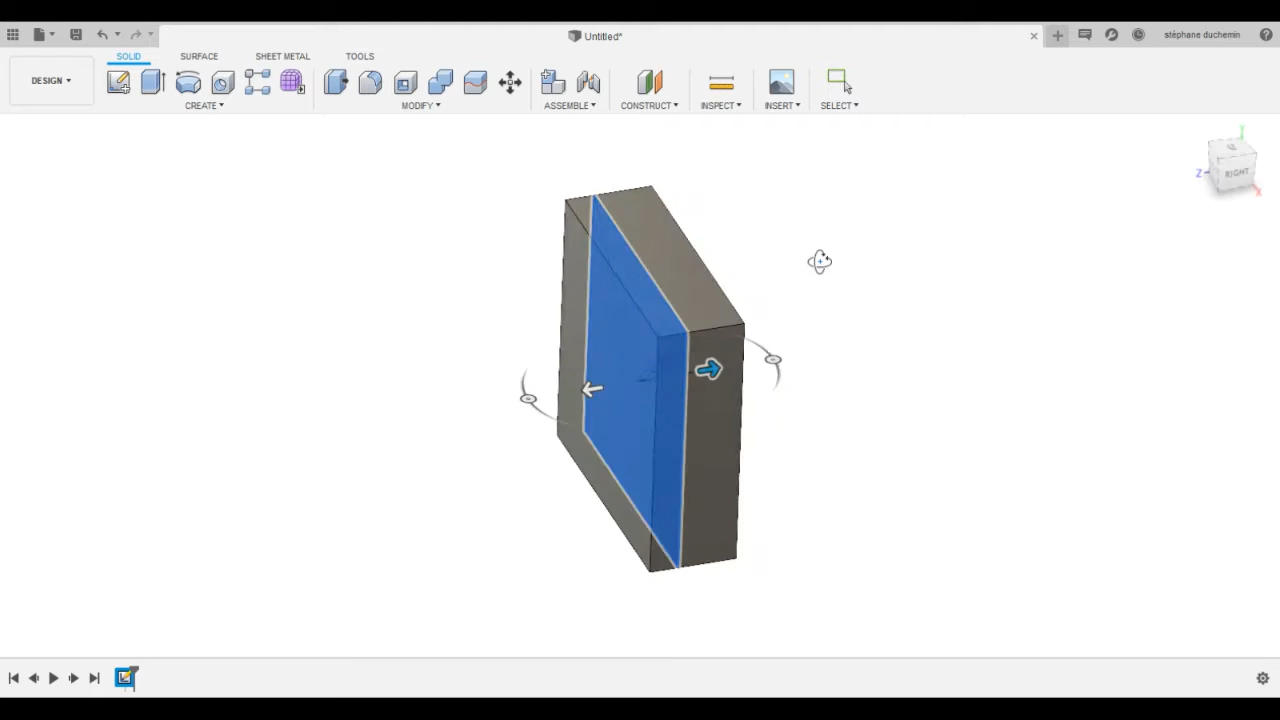 Untitled*
stéphane duchemin
DESIGN
SOLID
SURFACE
SHEET METAL
TOOLS
CREATE
MODIFY
ASSEMBLE
CONSTRUCT
INSPECT
INSERT
SELECT
Y
Z
RIGHT
X